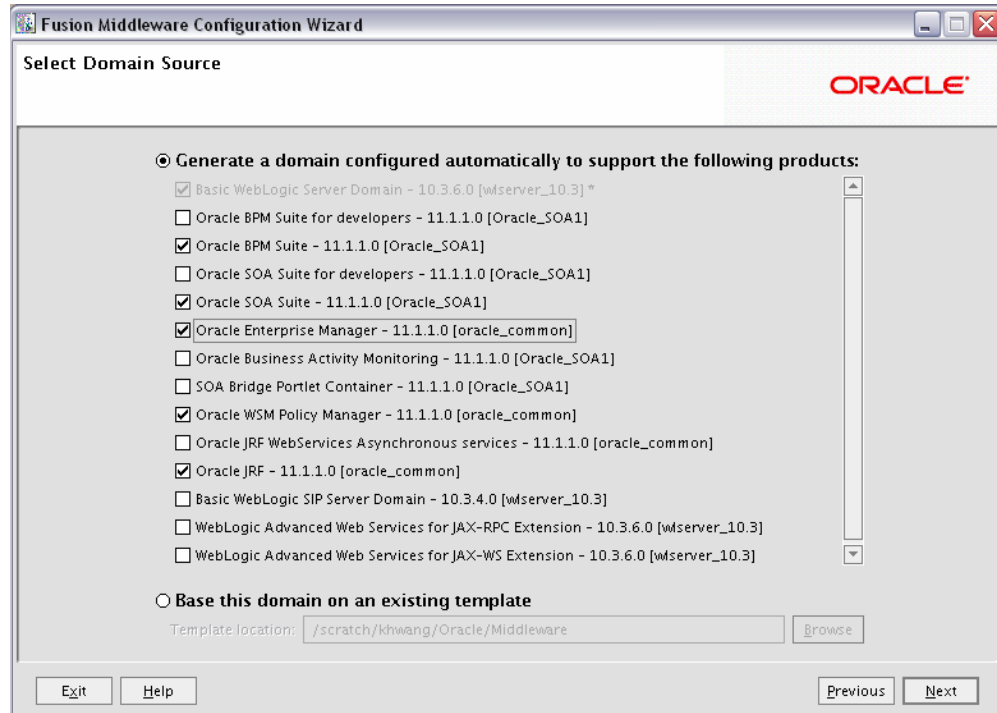 Fusion Middleware Configuration Wizard
Select Domain Source
ORACLE
Generate a domain configured automatically to support the following products:
Basic WebLogic Server Domain - 10.3.6.0 [wlserver_10.3] *
Oracle BPM Suite for developers - 11.1.1.0 [Oracle_SOA1]
Oracle BPM Suite - 11.1.1.0 [Oracle_SOA1]
Oracle SOA Suite for developers - 11.1.1.0 [Oracle_SOA1]
Oracle SOA Suite - 11.1.1.0 [Oracle_SOA1]
Oracle Enterprise Manager - 11.1.1.0 [oracle_common]
Oracle Business Activity Monitoring - 11.1.1.0 [Oracle_SOA1]
SOA Bridge Portlet Container - 11.1.1.0 [Oracle_SOA1]
Oracle WSM Policy Manager - 11.1.1.0 [oracle_common]
Oracle JRF WebServices Asynchronous services - 11.1.1.0 [oracle_common]
Oracle JRF - 11.1.1.0 [oracle_common]
Basic WebLogic SIP Server Domain - 10.3.4.0 [wlserver_10.3]
WebLogic Advanced Web Services for JAX-RPC Extension - 10.3.6.0 [wlserver_10.3]
WebLogic Advanced Web Services for JAX-WS Extension - 10.3.6.0 [wlserver_10.3]
Base this domain on an existing template
Template location: /scratch/khwang/Oracle/Middleware Browse
Exit Help Previous Next